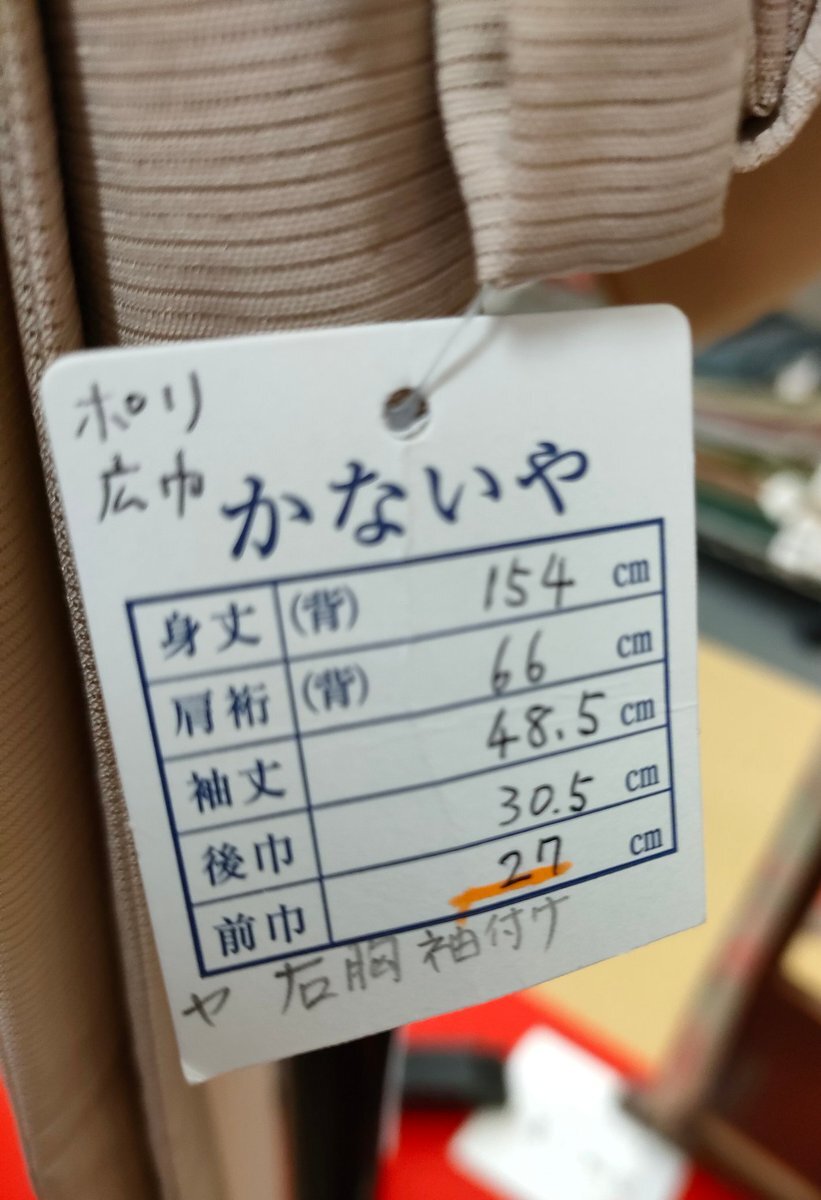 ポリ
広巾
かないや
身丈 (背) 154 cm
肩裄 (背) 66 cm
袖丈 48.5 cm
後巾 30.5 cm
前巾 27 cm
ヤ 右胸 袖付ケ